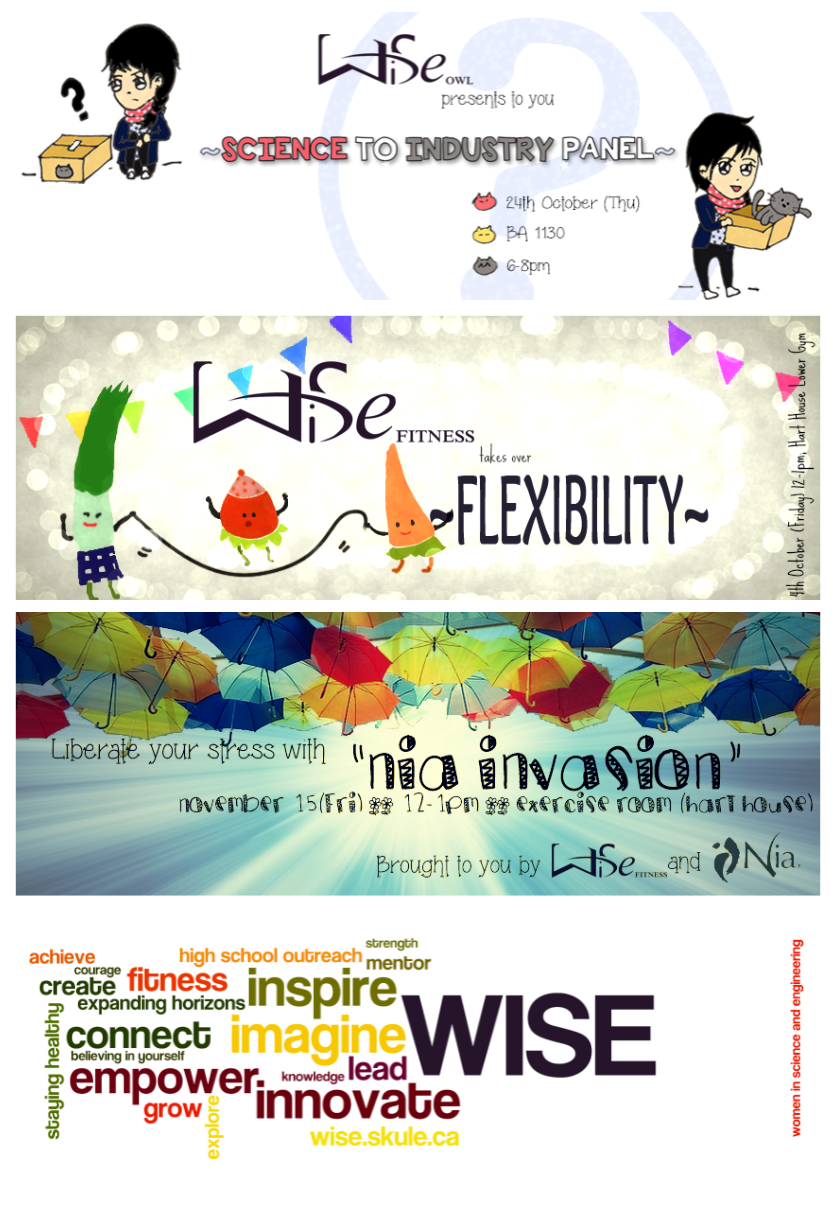 WiSe OWL
presents to you
~SCIENCE TO INDUSTRY PANEL~
24th October (Thu)
BA 1130
6-8pm
?
WiSe FITNESS
takes over
~FLEXIBILITY~
4th October (Friday) 12-1pm, Hart House Lower Gym
Liberate your stress with "nia invasion"
november 15(Fri) 12-1pm exercise room (hart house)
Brought to you by WiSe FITNESS and Nia.
achieve
high school outreach
strength
courage
mentor
create
fitness
inspire
expanding horizons
WISE
staying healthy
connect
imagine
believing in yourself
empower
knowledge
lead
grow
explore
innovate
wise.skule.ca
women in science and engineering